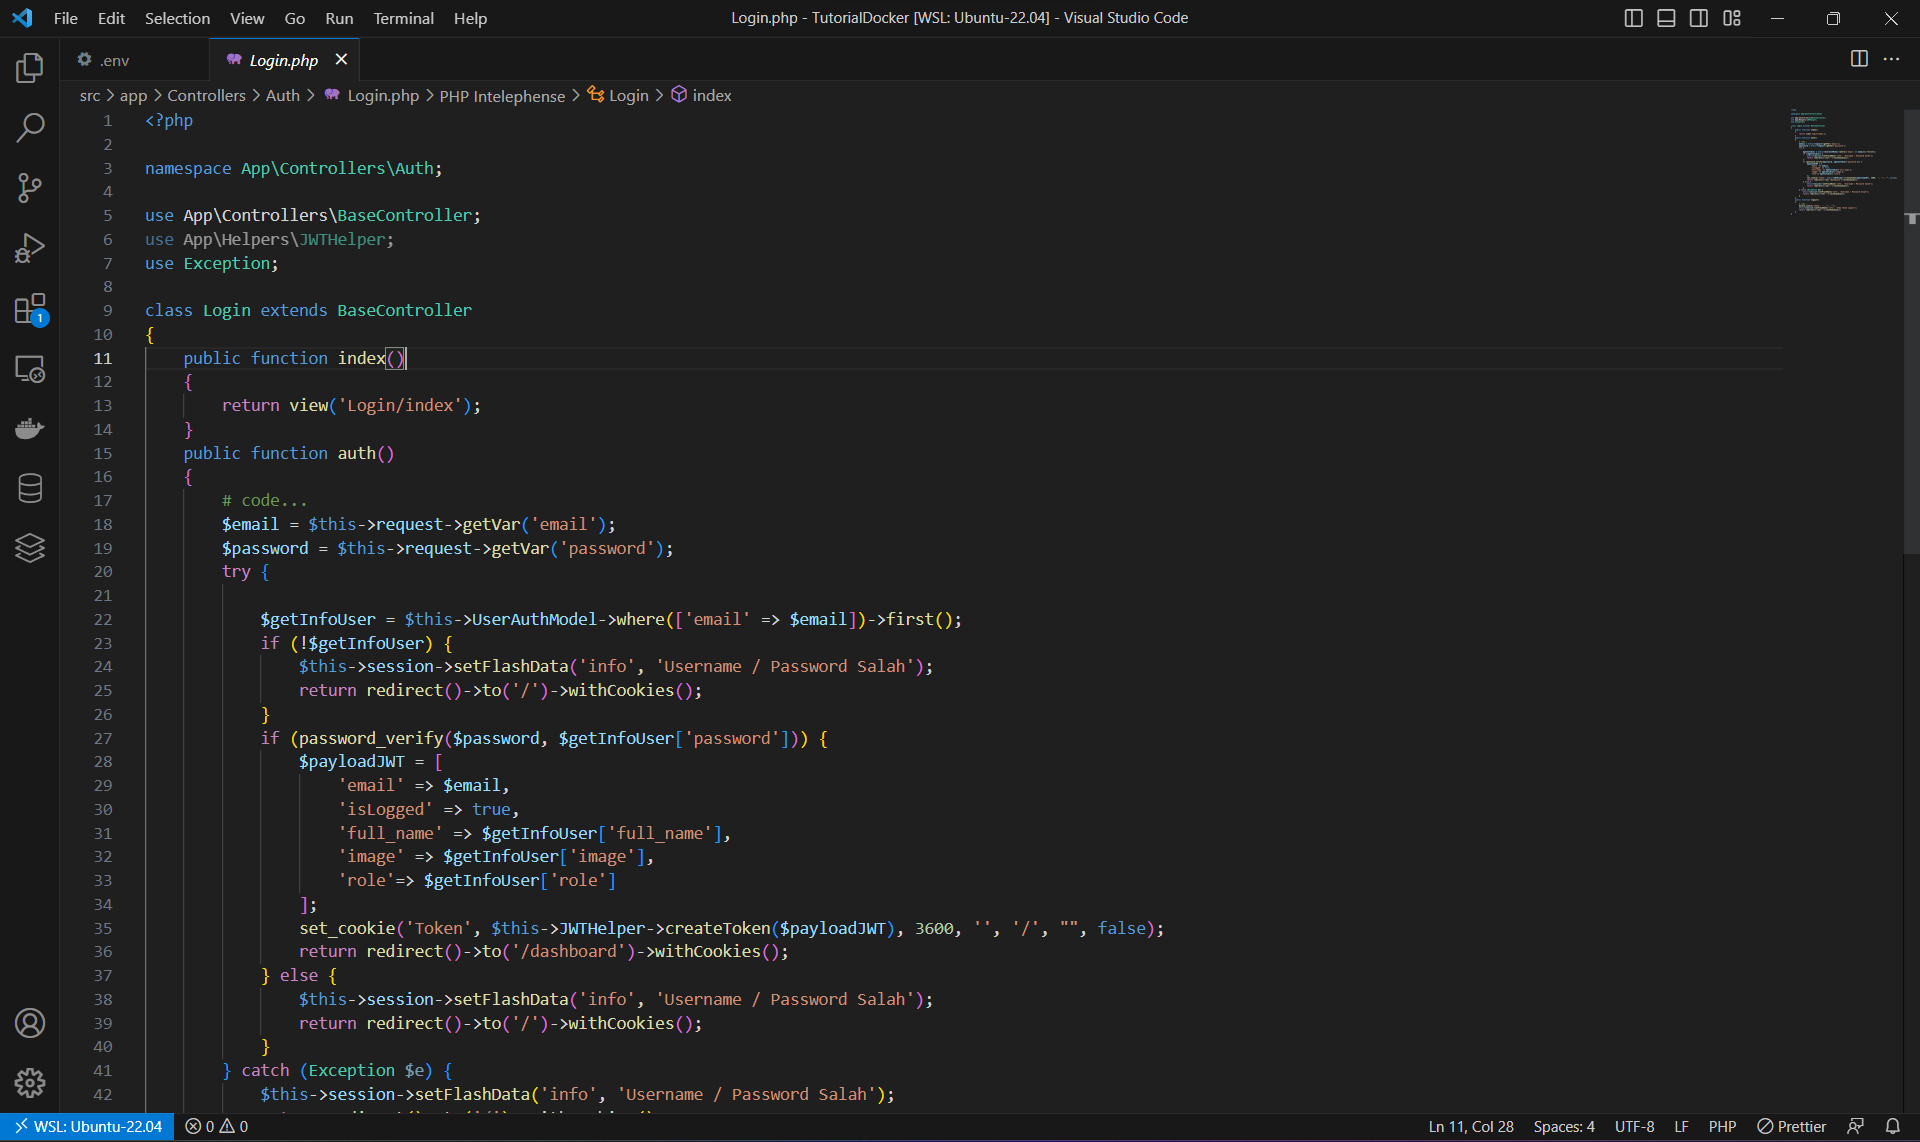 File Edit Selection View Go Run Terminal Help
Login.php - TutorialDocker [WSL: Ubuntu-22.04] - Visual Studio Code
.env
Login.php
src > app > Controllers > Auth > Login.php > PHP Intelephense > Login > index
1 <?php
2
3 namespace App\Controllers\Auth;
4
5 use App\Controllers\BaseController;
6 use App\Helpers\JWTHelper;
7 use Exception;
8
9 class Login extends BaseController
10 {
11     public function index()
12     {
13         return view('Login/index');
14     }
15     public function auth()
16     {
17         # code...
18         $email = $this->request->getVar('email');
19         $password = $this->request->getVar('password');
20         try {
21
22             $getInfoUser = $this->UserAuthModel->where(['email' => $email])->first();
23             if (!$getInfoUser) {
24                 $this->session->setFlashData('info', 'Username / Password Salah');
25                 return redirect()->to('/')->withCookies();
26             }
27             if (password_verify($password, $getInfoUser['password'])) {
28                 $payloadJWT = [
29                     'email' => $email,
30                     'isLogged' => true,
31                     'full_name' => $getInfoUser['full_name'],
32                     'image' => $getInfoUser['image'],
33                     'role'=> $getInfoUser['role']
34                 ];
35                 set_cookie('Token', $this->JWTHelper->createToken($payloadJWT), 3600, '', '/', "", false);
36                 return redirect()->to('/dashboard')->withCookies();
37             } else {
38                 $this->session->setFlashData('info', 'Username / Password Salah');
39                 return redirect()->to('/')->withCookies();
40             }
41         } catch (Exception $e) {
42             $this->session->setFlashData('info', 'Username / Password Salah');
1
WSL: Ubuntu-22.04 0 0 Ln 11, Col 28 Spaces: 4 UTF-8 LF PHP Prettier